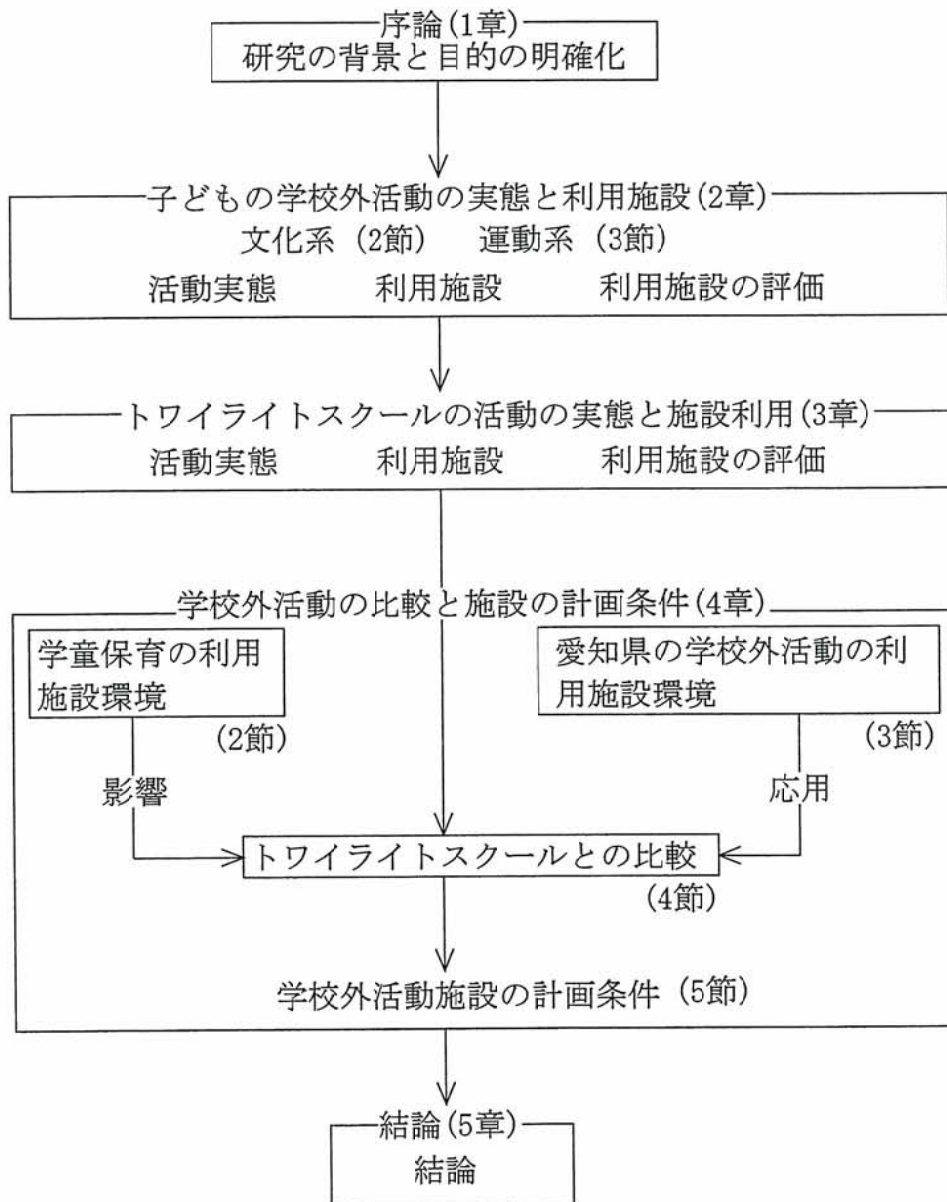 序論(1章)
研究の背景と目的の明確化
子どもの学校外活動の実態と利用施設(2章)
文化系 (2節) 運動系 (3節)
活動実態 利用施設 利用施設の評価
トワイライトスクールの活動の実態と施設利用(3章)
活動実態 利用施設 利用施設の評価
学校外活動の比較と施設の計画条件(4章)
学童保育の利用
施設環境
(2節)
愛知県の学校外活動の利
用施設環境
(3節)
影響
応用
トワイライトスクールとの比較
(4節)
学校外活動施設の計画条件 (5節)
結論(5章)
結論